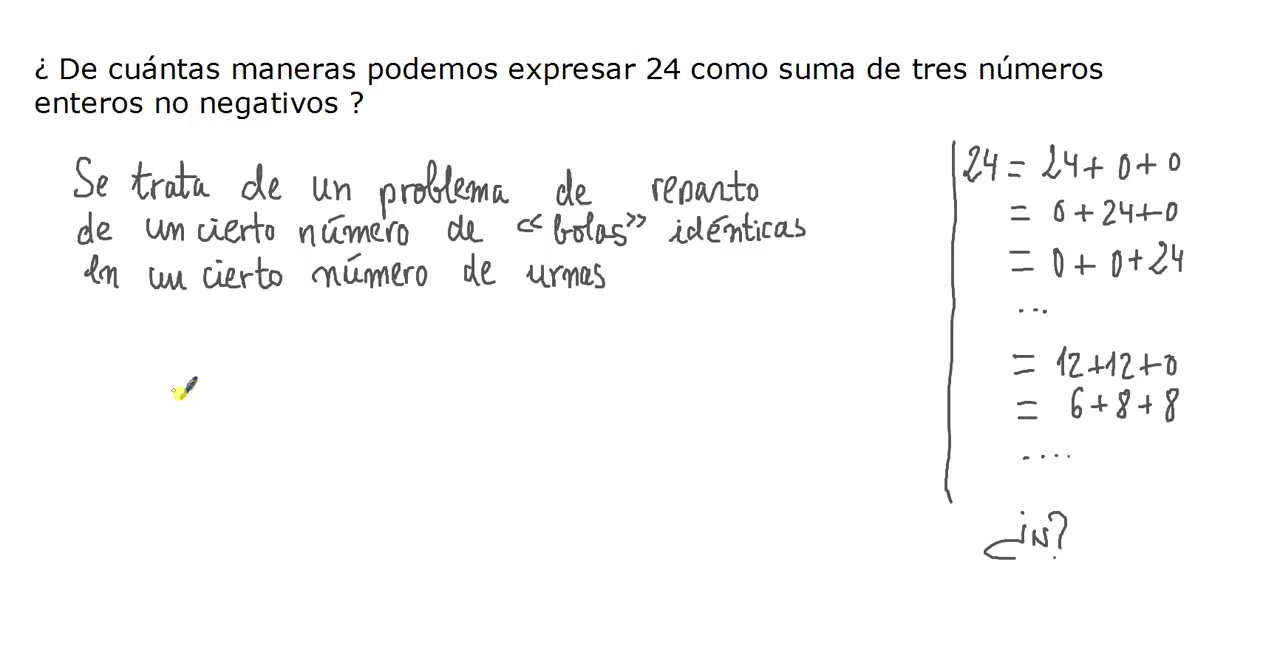 ¿ De cuántas maneras podemos expresar 24 como suma de tres números
enteros no negativos ?
Se trata de un problema de reparto
de un cierto número de «bolas» idénticas
en un cierto número de urnas
24 = 24 + 0 + 0
= 0 + 24 + 0
= 0 + 0 + 24
...
= 12 + 12 + 0
= 6 + 8 + 8
....
¿N?